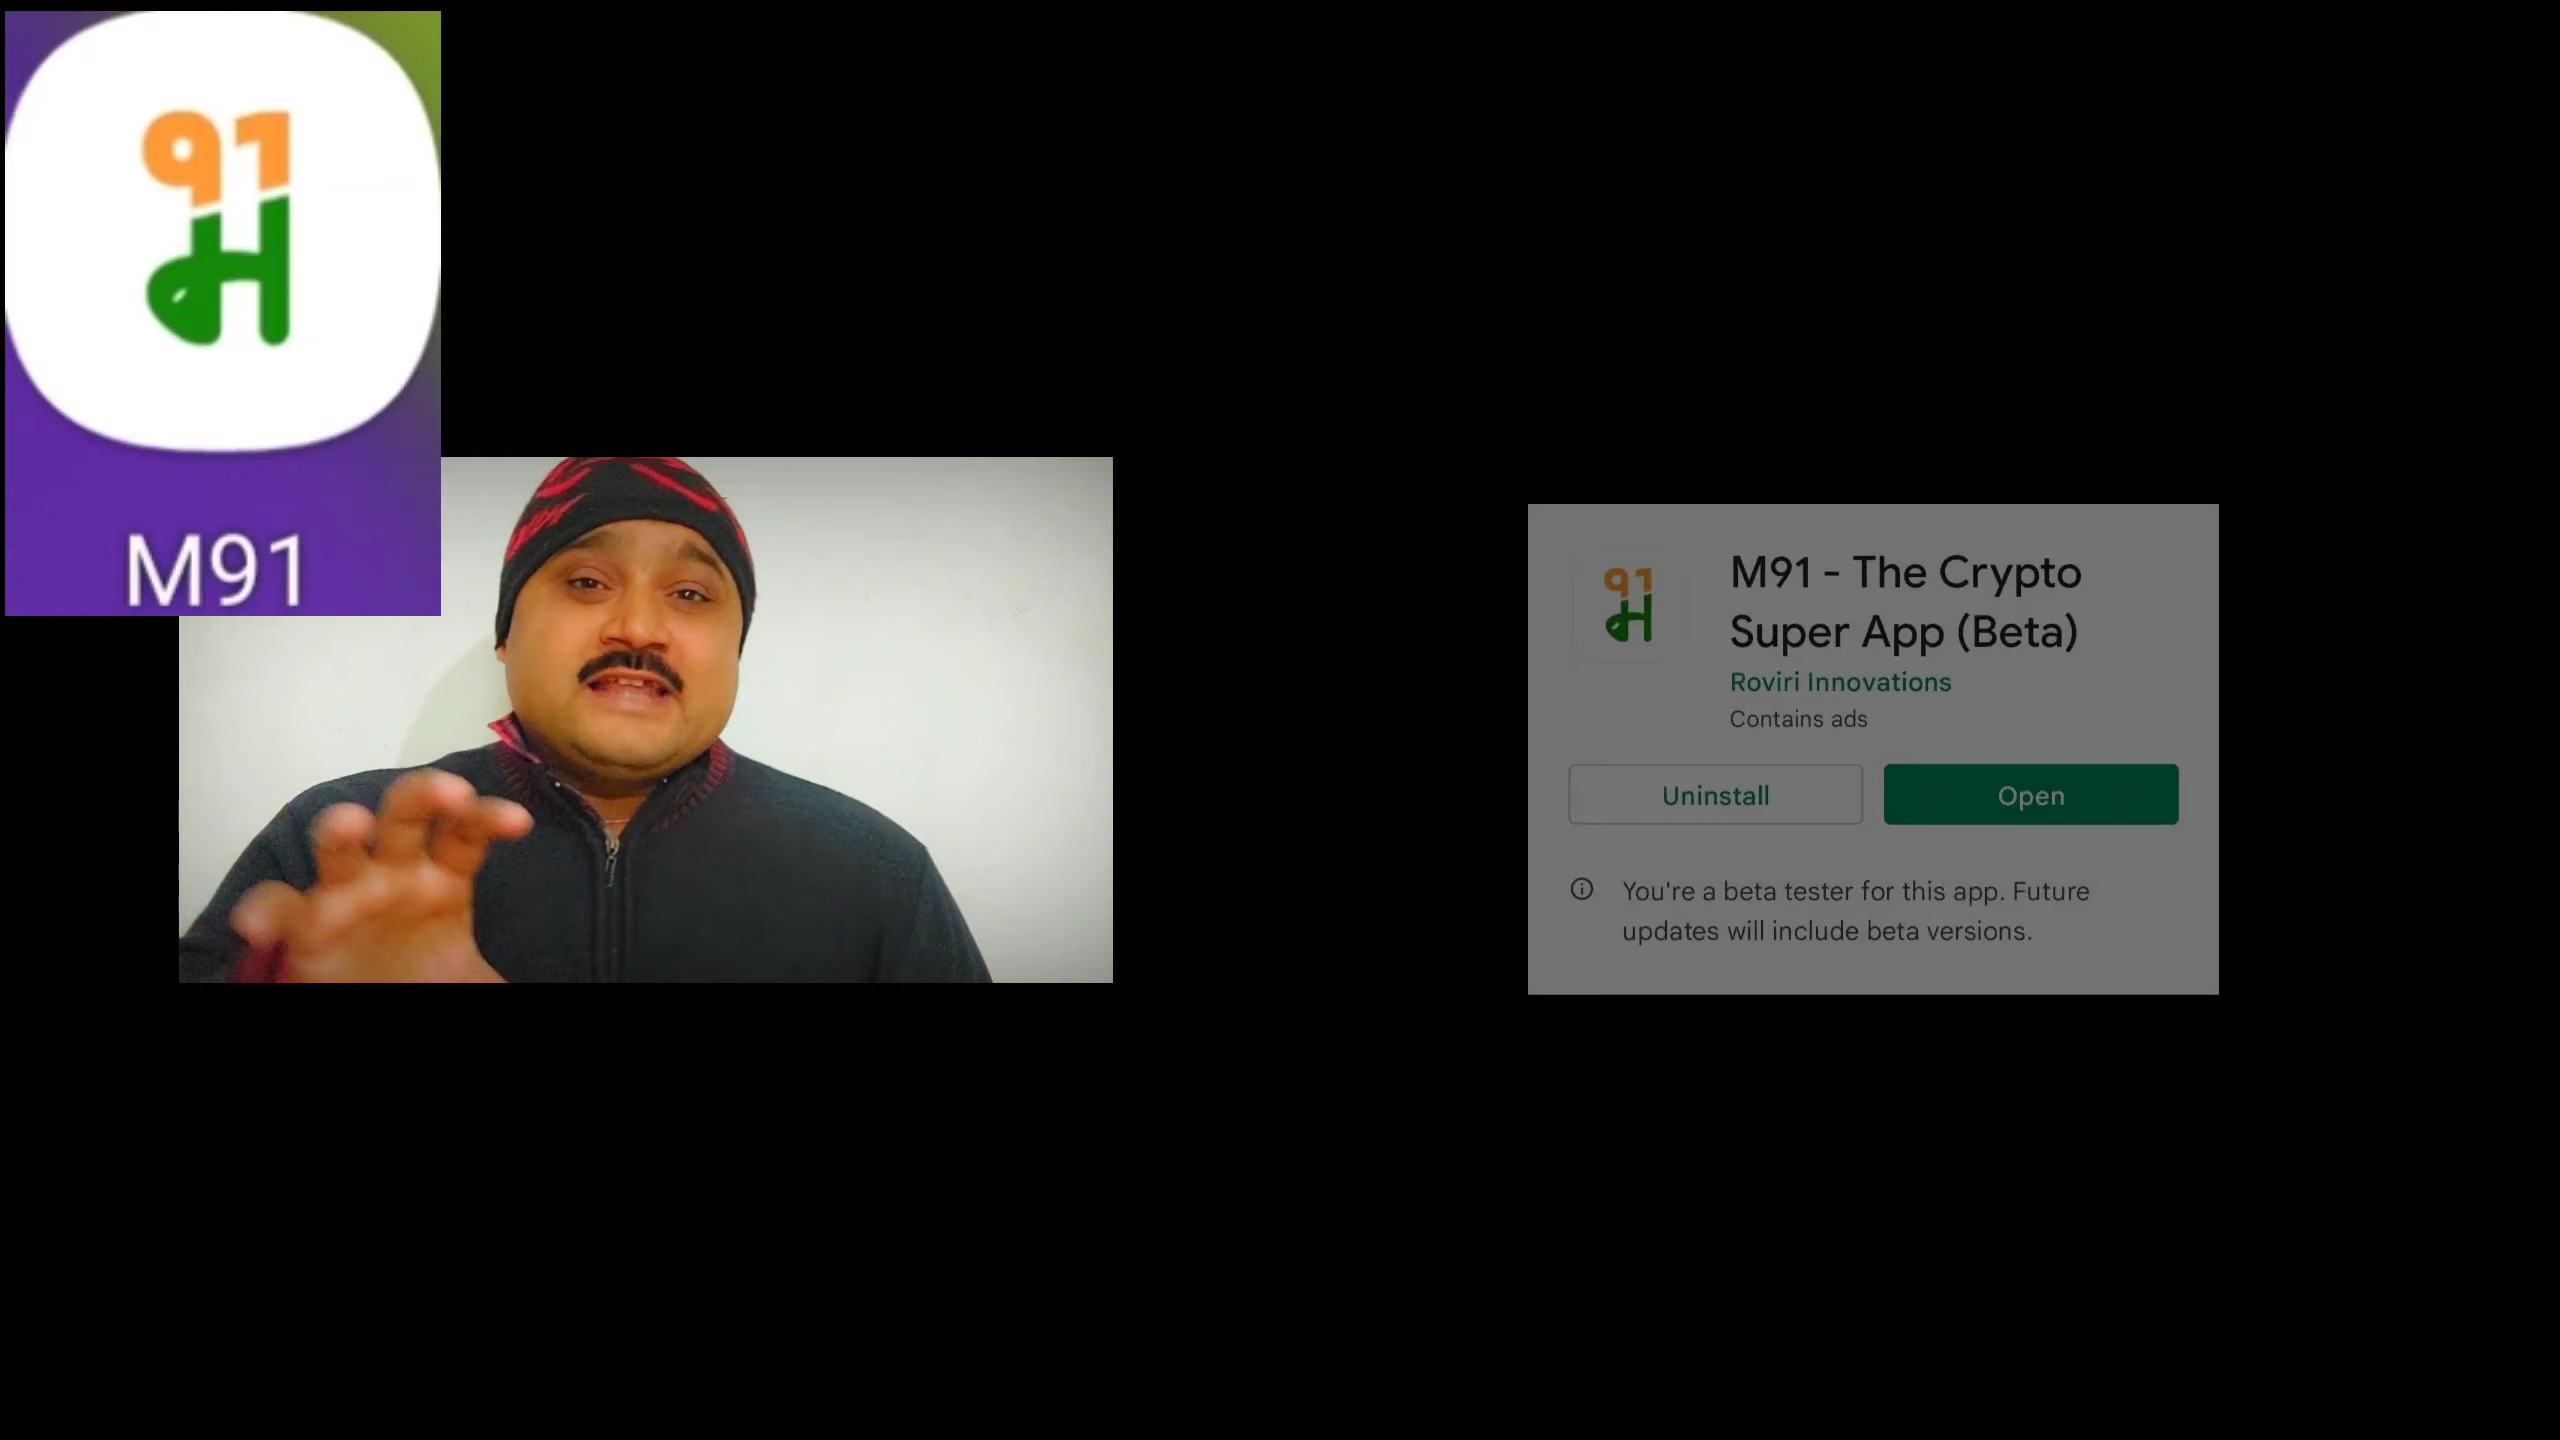 91
म
M91
91
म
M91 - The Crypto
Super App (Beta)
Roviri Innovations
Contains ads
Uninstall
Open
You're a beta tester for this app. Future
updates will include beta versions.